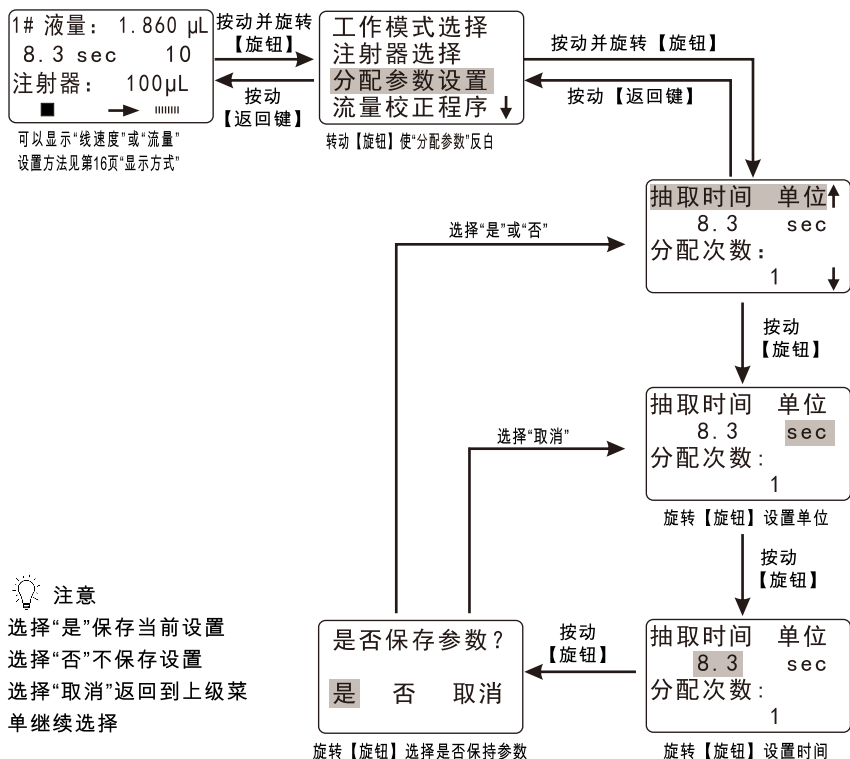 1# 液量： 1.860 μL
8.3 sec 10
注射器： 100μL
可以显示“线速度”或“流量”
设置方法见第16页“显示方式”
按动并旋转
【旋钮】
按动
【返回键】
工作模式选择
注射器选择
分配参数设置
流量校正程序
转动【旋钮】使“分配参数”反白
按动并旋转【旋钮】
按动【返回键】
抽取时间 单位
8.3 sec
分配次数：
1
选择“是”或“否”
按动
【旋钮】
抽取时间 单位
8.3 sec
分配次数：
1
旋转【旋钮】设置单位
选择“取消”
按动
【旋钮】
抽取时间 单位
8.3 sec
分配次数：
1
旋转【旋钮】设置时间
按动
【旋钮】
是否保存参数？
是 否 取消
旋转【旋钮】选择是否保持参数
注意
选择“是”保存当前设置
选择“否”不保存设置
选择“取消”返回到上级菜
单继续选择